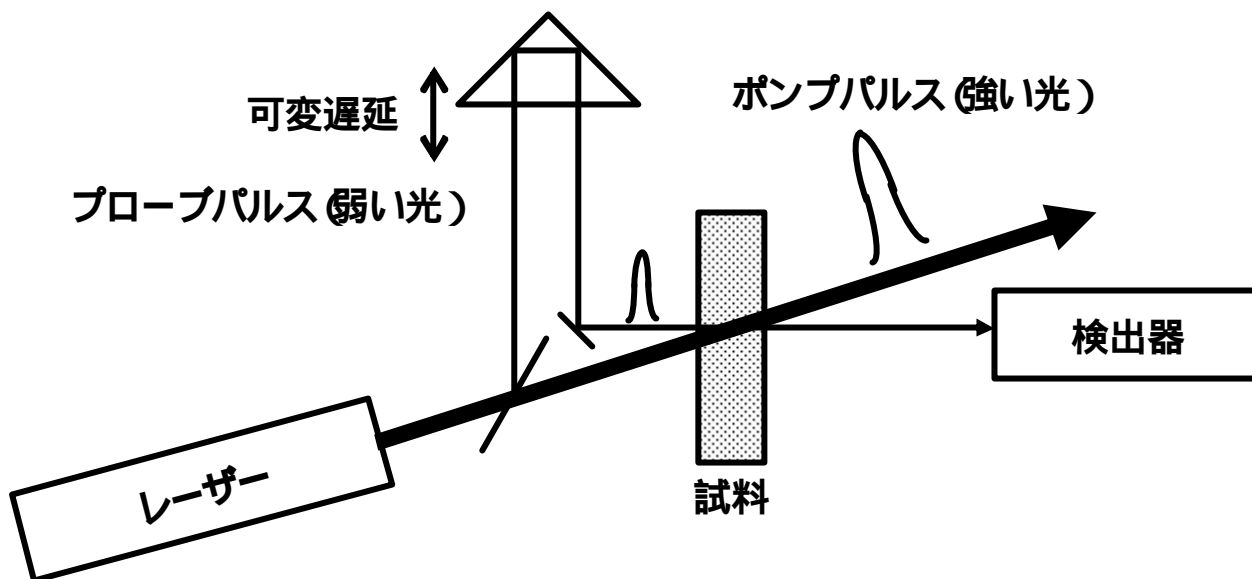 ポンプパルス(強い光)
可変遅延
プローブパルス(弱い光)
検出器
レーザー
試料